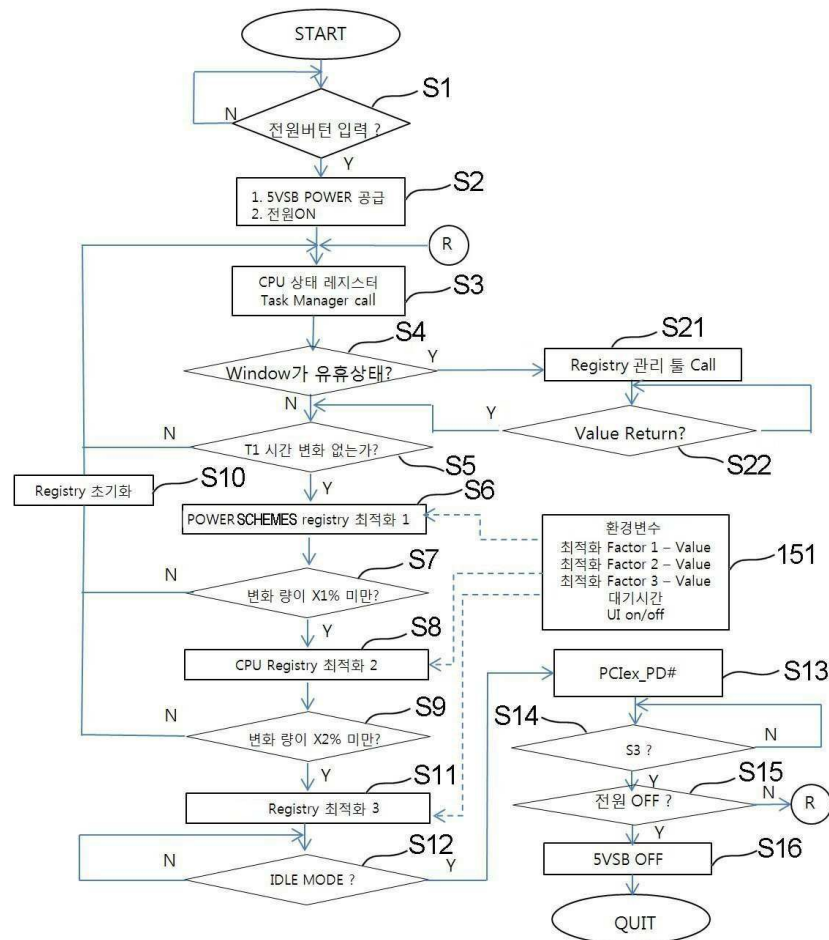 START
S1
N
전원버턴 입력 ?
Y
S2
1. 5VSB POWER 공급
2. 전원ON
R
CPU 상태 레지스터
Task Manager call
S3
S4
Window가 유휴상태?
Y
S21
Registry 관리 툴 Call
N
Y
Value Return?
S22
N
T1 시간 변화 없는가?
S5
S10
Registry 초기화
Y
S6
POWER SCHEMES registry 최적화 1
환경변수
최적화 Factor 1 – Value
최적화 Factor 2 – Value
최적화 Factor 3 – Value
대기시간
UI on/off
151
S7
N
변화 량이 X1% 미만?
Y
S8
CPU Registry 최적화 2
PCIex_PD#
S13
S9
N
변화 량이 X2% 미만?
S14
N
S3 ?
Y
S11
Y
S15
Registry 최적화 3
전원 OFF ?
N
R
S12
N
IDLE MODE ?
Y
Y
5VSB OFF
S16
QUIT